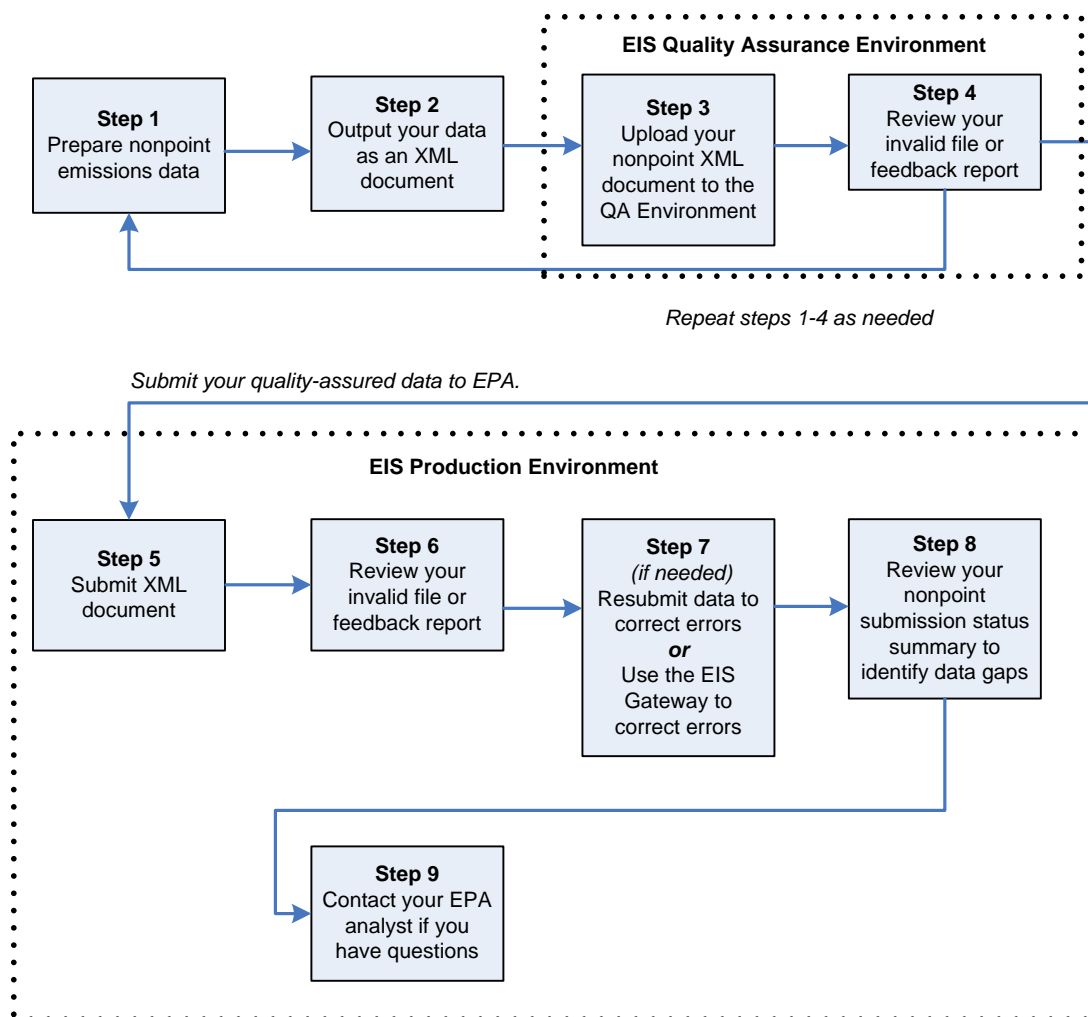 EIS Quality Assurance Environment
Step 1
Prepare nonpoint
emissions data
Step 2
Output your data
as an XML
document
Step 3
Upload your
nonpoint XML
document to the
QA Environment
Step 4
Review your
invalid file or
feedback report
Repeat steps 1-4 as needed
Submit your quality-assured data to EPA.
EIS Production Environment
Step 5
Submit XML
document
Step 6
Review your
invalid file or
feedback report
Step 7
(if needed)
Resubmit data to
correct errors
or
Use the EIS
Gateway to
correct errors
Step 8
Review your
nonpoint
submission status
summary to
identify data gaps
Step 9
Contact your EPA
analyst if you
have questions